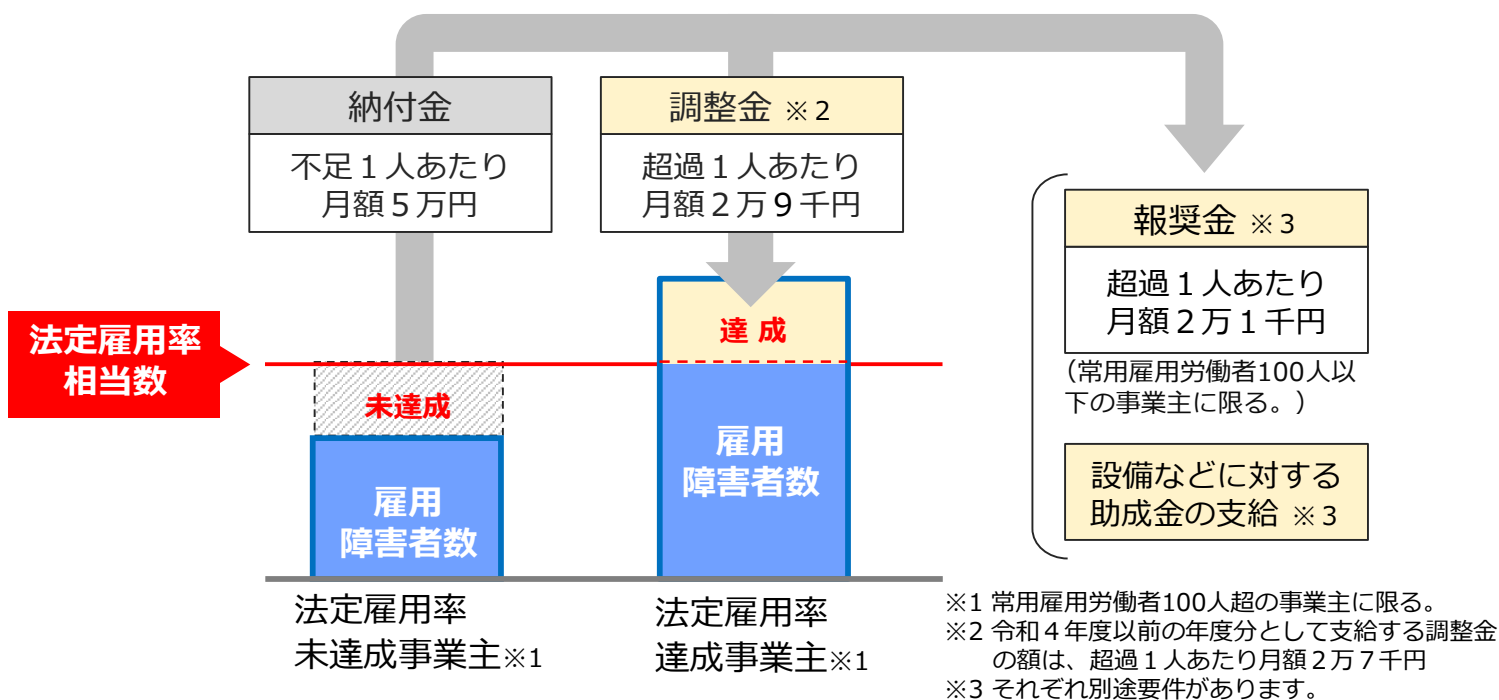 納付金
不足１人あたり
月額５万円
調整金 ※２
超過１人あたり
月額２万９千円
報奨金 ※３
超過１人あたり
月額２万１千円
（常用雇用労働者100人以
下の事業主に限る。）
設備などに対する
助成金の支給 ※３
法定雇用率
相当数
未達成
雇用
障害者数
達 成
雇用
障害者数
法定雇用率
未達成事業主※1
法定雇用率
達成事業主※1
※1 常用雇用労働者100人超の事業主に限る。
※2 令和４年度以前の年度分として支給する調整金
の額は、超過１人あたり月額２万７千円
※3 それぞれ別途要件があります。